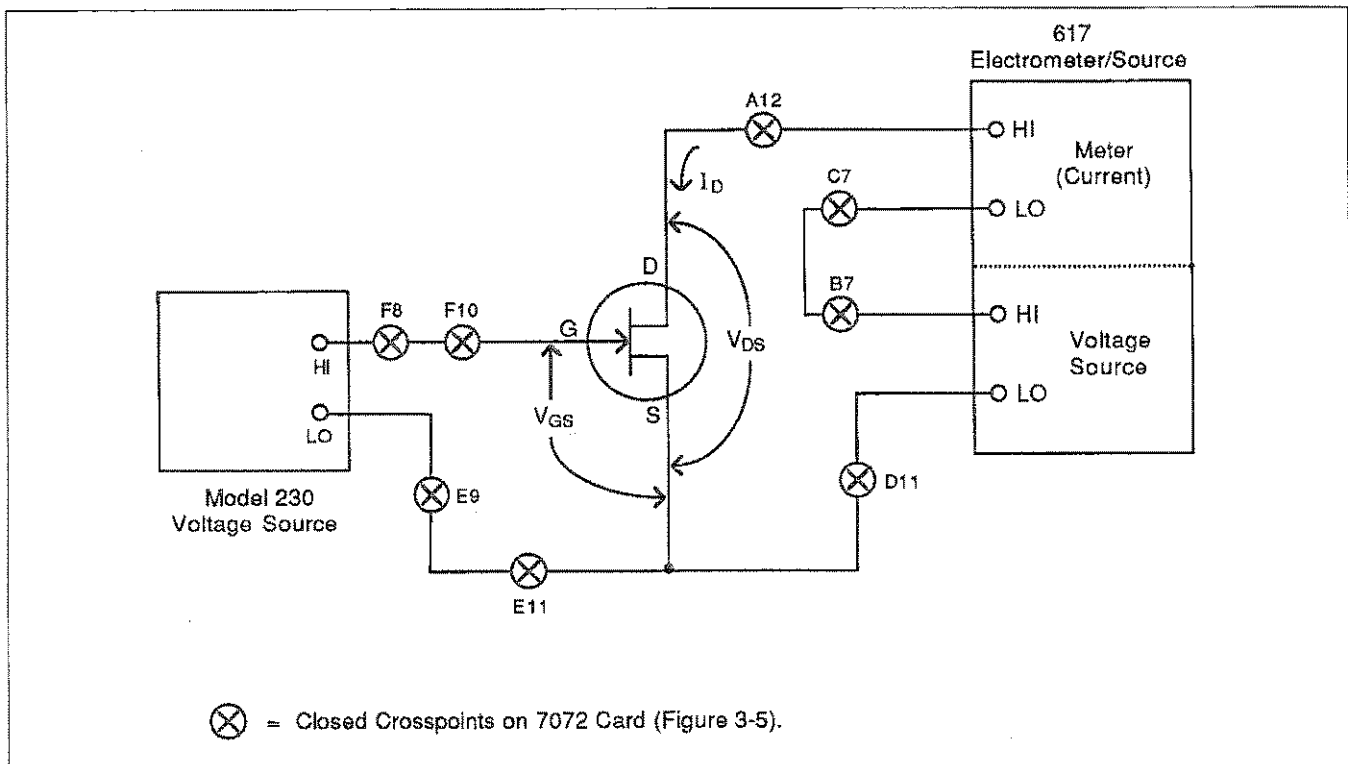 617
Electrometer/Source
A12
HI
Meter
(Current)
I_D
C7
LO
D
B7
F8
F10
G
HI
HI
V_DS
Voltage
Source
LO
S
V_GS
LO
E9
D11
Model 230
Voltage Source
E11
= Closed Crosspoints on 7072 Card (Figure 3-5).